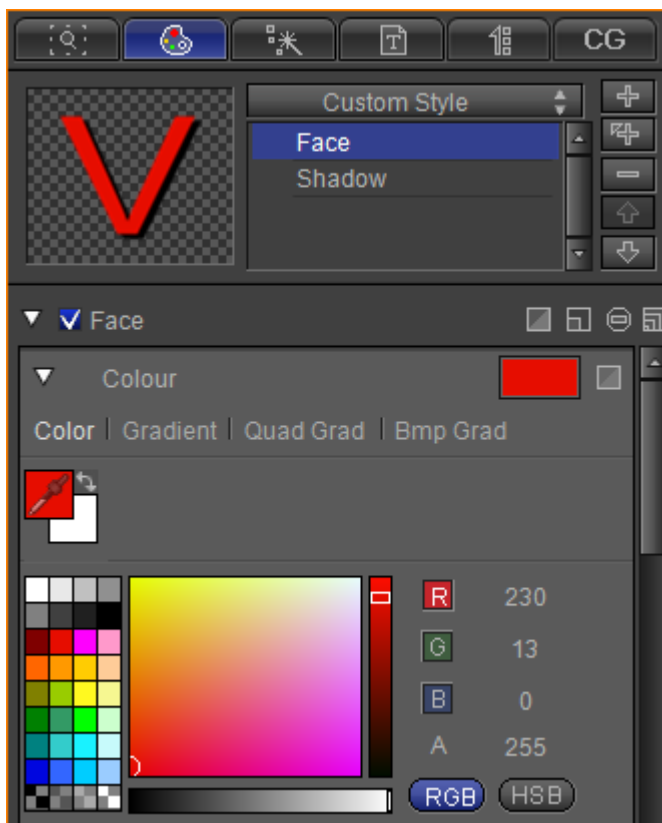 T CG
V
Custom Style
Face
Shadow
Face
Colour
Color | Gradient | Quad Grad | Bmp Grad
R 230
G 13
B 0
A 255
RGB HSB